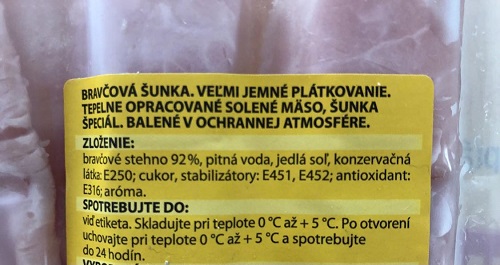 BRAVČOVÁ ŠUNKA. VEĽMI JEMNÉ PLÁTKOVANIE.
TEPELNE OPRACOVANÉ SOLENÉ MÄSO, ŠUNKA
ŠPECIÁL. BALENÉ V OCHRANNEJ ATMOSFÉRE.
ZLOŽENIE:
bravčové stehno 92%, pitná voda, jedlá soľ, konzervačná
látka: E250; cukor, stabilizátory: E451, E452; antioxidant:
E316; aróma.
SPOTREBUJTE DO:
viď etiketa. Skladujte pri teplote 0 °C až + 5 °C. Po otvorení
uchovajte pri teplote 0 °C až + 5 °C a spotrebujte
do 24 hodín.